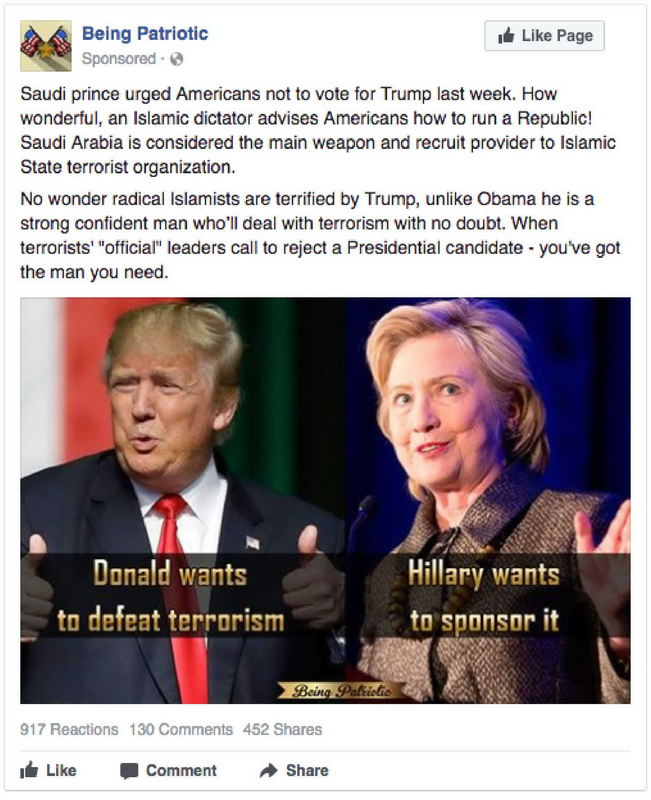 Being Patriotic
Like Page
Sponsored ·
Saudi prince urged Americans not to vote for Trump last week. How
wonderful, an Islamic dictator advises Americans how to run a Republic!
Saudi Arabia is considered the main weapon and recruit provider to Islamic
State terrorist organization.
No wonder radical Islamists are terrified by Trump, unlike Obama he is a
strong confident man who'll deal with terrorism with no doubt. When
terrorists' "official" leaders call to reject a Presidential candidate - you've got
the man you need.
Donald wants
to defeat terrorism
Hillary wants
to sponsor it
Being Patriotic
917 Reactions 130 Comments 452 Shares
Like Comment Share